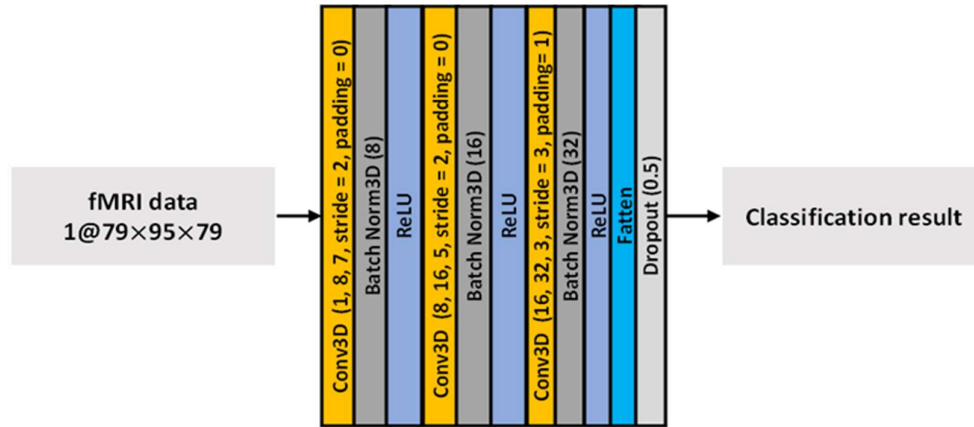 fMRI data
1@79×95×79
Conv3D (1, 8, 7, stride = 2, padding = 0)
Batch Norm3D (8)
ReLU
Conv3D (8, 16, 5, stride = 2, padding = 0)
Batch Norm3D (16)
ReLU
Conv3D (16, 32, 3, stride = 3, padding= 1)
Batch Norm3D (32)
ReLU
Fatten
Dropout (0.5)
Classification result